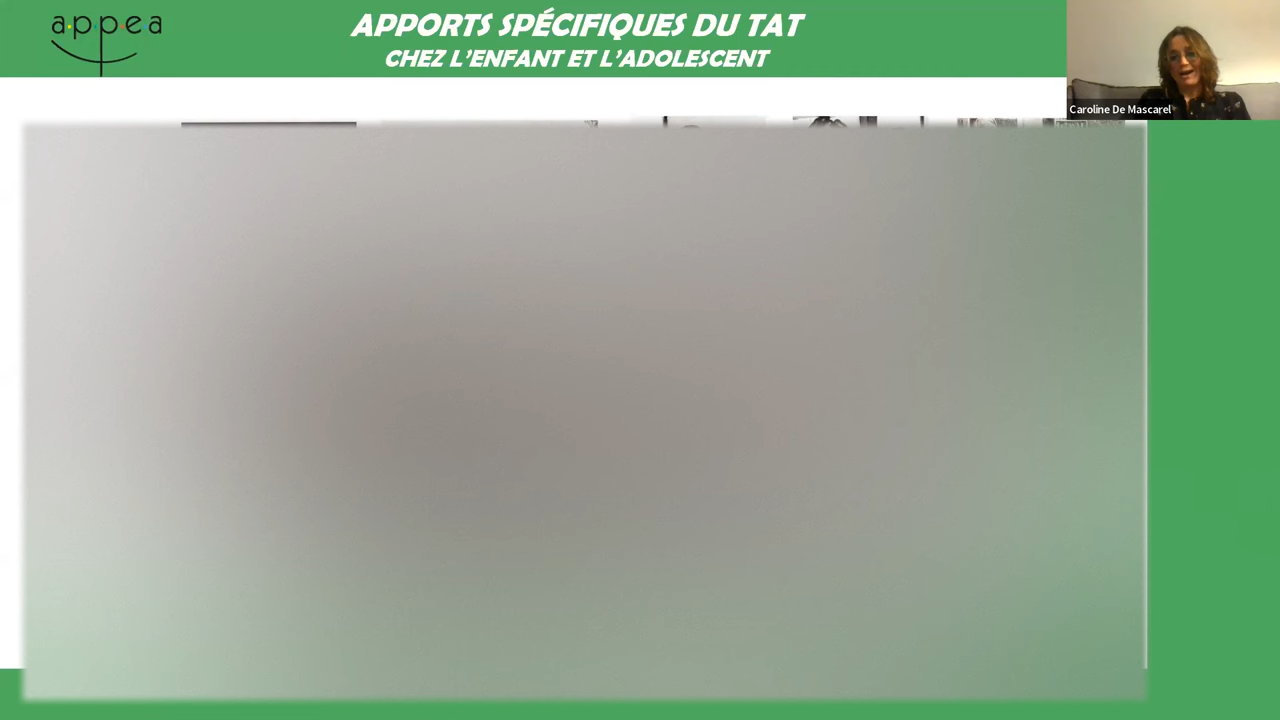 appea
APPORTS SPÉCIFIQUES DU TAT
CHEZ L'ENFANT ET L'ADOLESCENT
Caroline De Mascarel